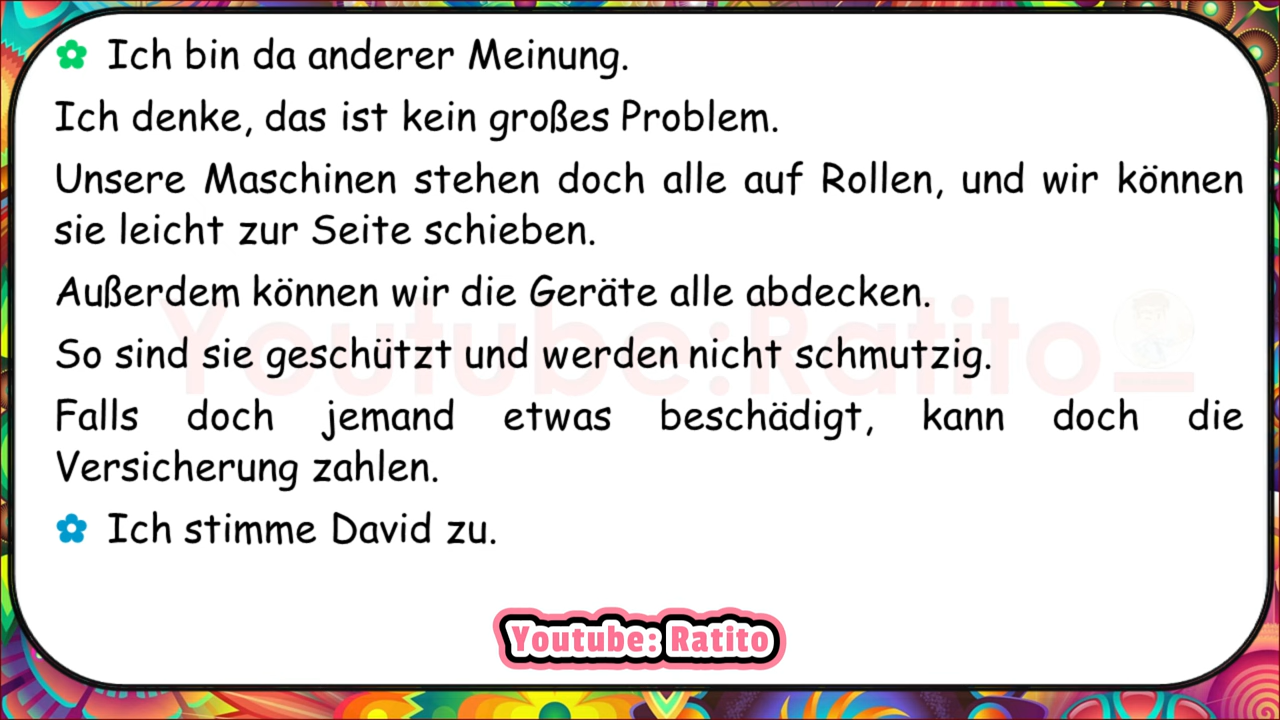 Ich bin da anderer Meinung.
Ich denke, das ist kein großes Problem.
Unsere Maschinen stehen doch alle auf Rollen, und wir können
sie leicht zur Seite schieben.
Außerdem können wir die Geräte alle abdecken.
Youtube:Ratito
So sind sie geschützt und werden nicht schmutzig.
Falls doch jemand etwas beschädigt, kann doch die
Versicherung zahlen.
Ich stimme David zu.
Youtube: Ratito